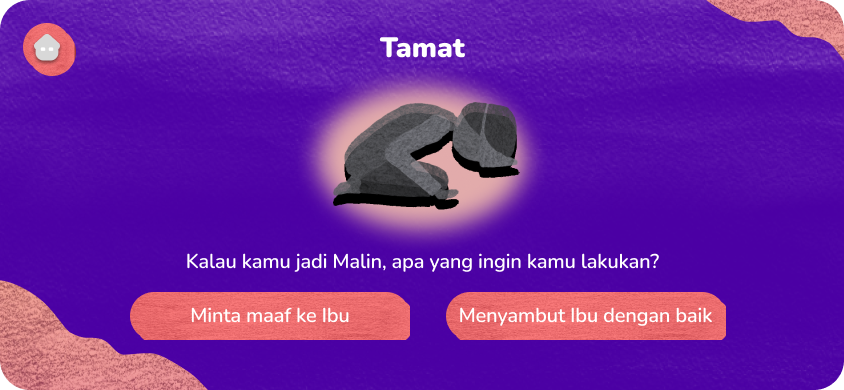 Tamat
Kalau kamu jadi Malin, apa yang ingin kamu lakukan?
Minta maaf ke Ibu
Menyambut Ibu dengan baik